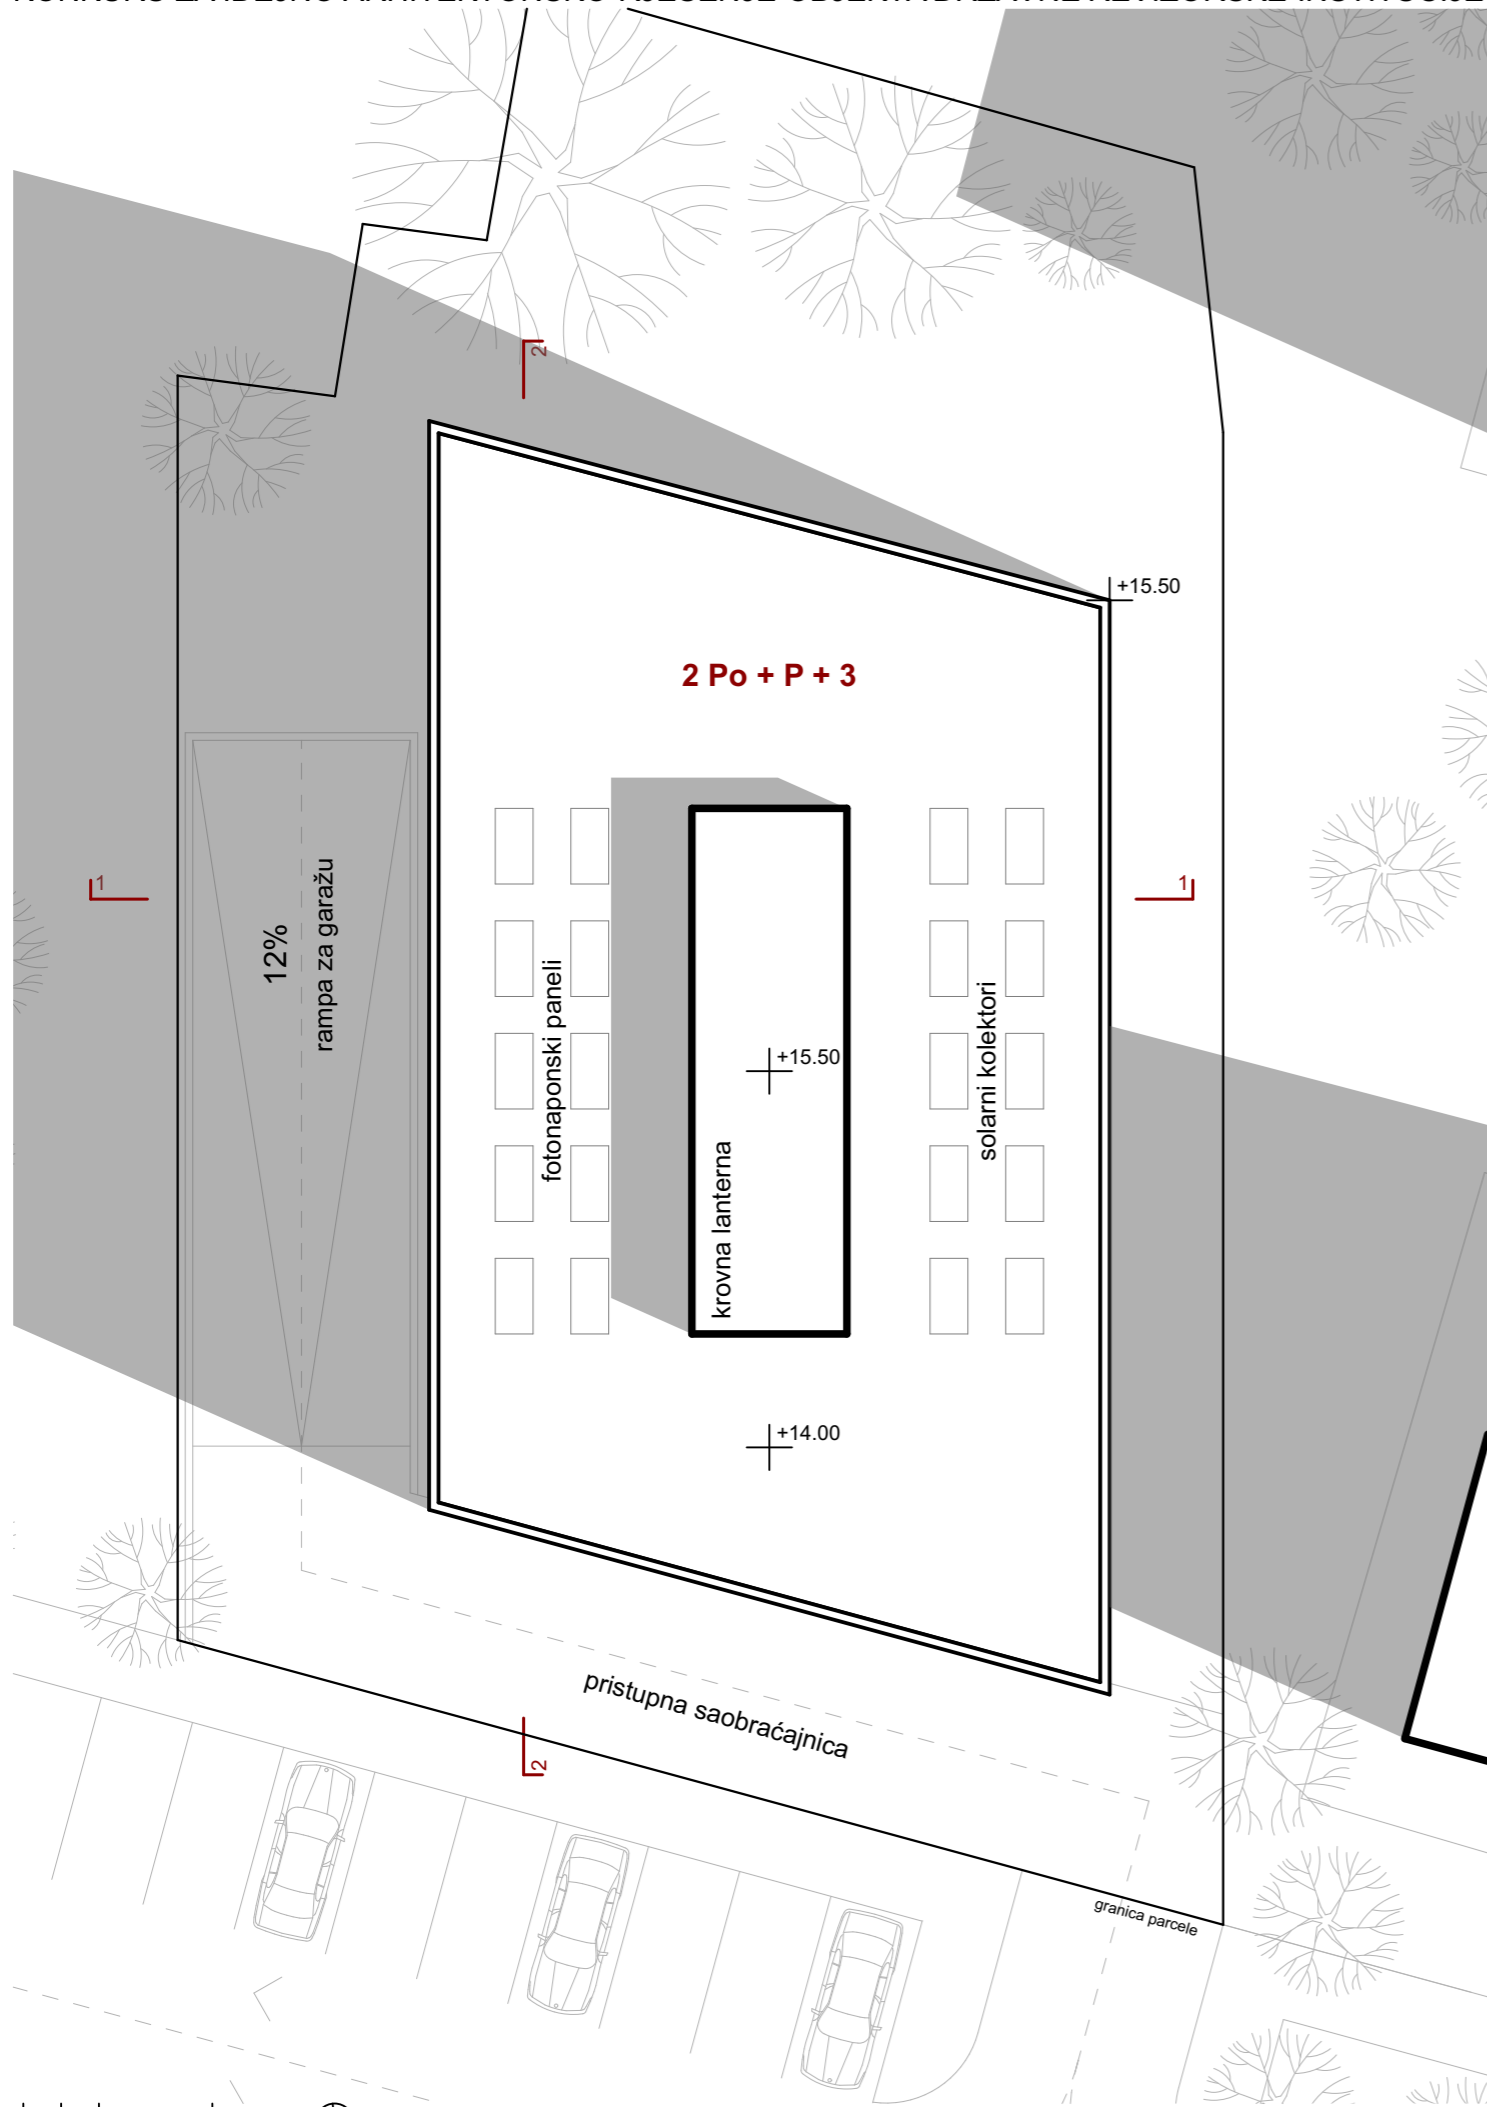 2
+15.50
2 Po + P + 3
1
1
12%
rampa za garažu
fotonaponski paneli
solarni kolektori
+15.50
krovna lanterna
+14.00
pristupna saobraćajnica
2
granica parcele